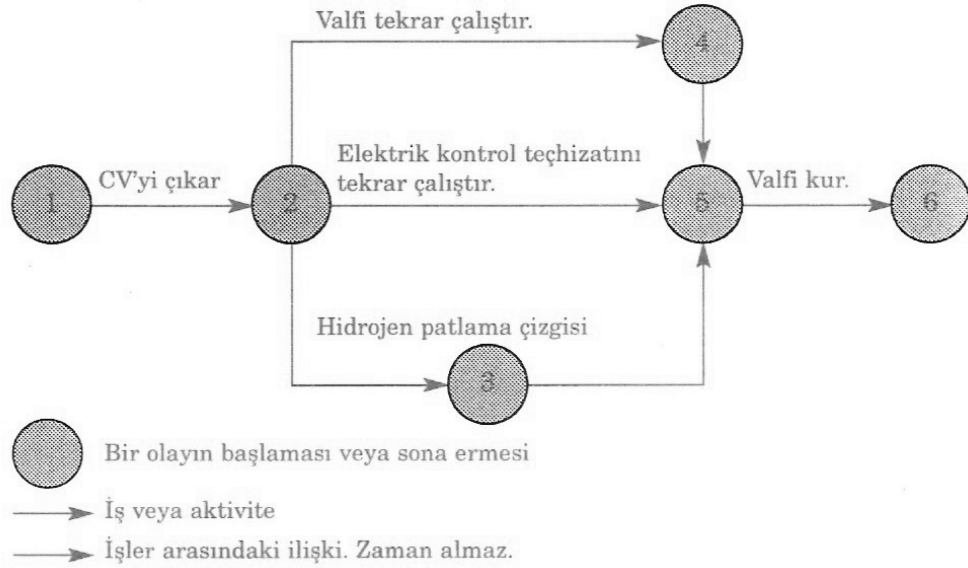 Valfi tekrar çalıştır.
4
Elektrik kontrol teçhizatını
tekrar çalıştır.
CV'yi çıkar
Valfi kur.
1
2
5
6
Hidrojen patlama çizgisi
3
Bir olayın başlaması veya sona ermesi
İş veya aktivite
İşler arasındaki ilişki. Zaman almaz.